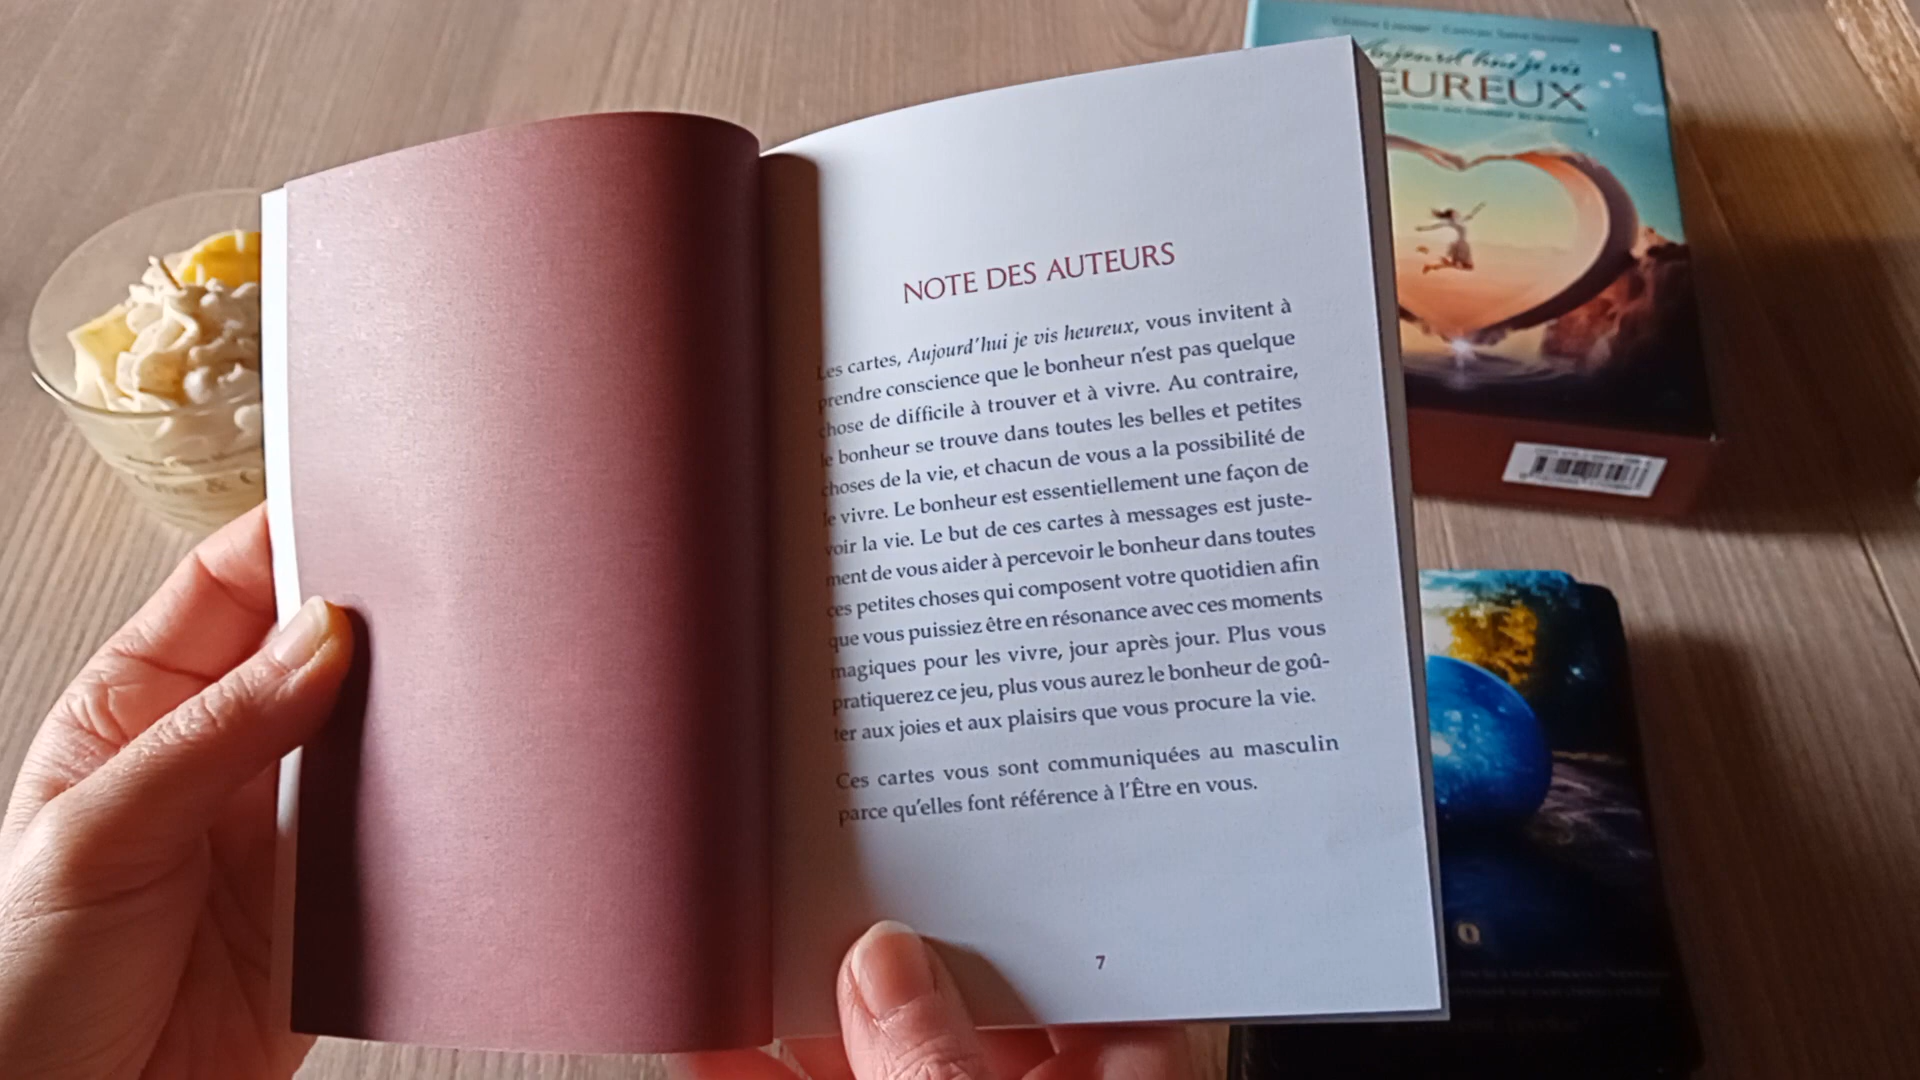 Aujourd'hui je vis
EUREUX
NOTE DES AUTEURS
Les cartes, Aujourd'hui je vis heureux, vous invitent à
prendre conscience que le bonheur n'est pas quelque
chose de difficile à trouver et à vivre. Au contraire,
le bonheur se trouve dans toutes les belles et petites
choses de la vie, et chacun de vous a la possibilité de
le vivre. Le bonheur est essentiellement une façon de
voir la vie. Le but de ces cartes à messages est juste-
ment de vous aider à percevoir le bonheur dans toutes
ces petites choses qui composent votre quotidien afin
que vous puissiez être en résonance avec ces moments
magiques pour les vivre, jour après jour. Plus vous
pratiquerez ce jeu, plus vous aurez le bonheur de goû-
ter aux joies et aux plaisirs que vous procure la vie.
Ces cartes vous sont communiquées au masculin
parce qu'elles font référence à l'Être en vous.
7